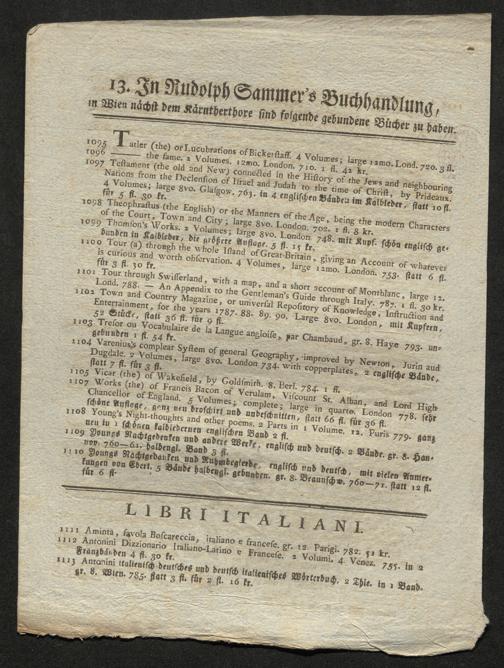 13. In Rudolph Sammer's Buchhandlung,
in Wien nächst dem Kärntherthore sind folgende gebundene Bücher zu haben.
1095 Tatler (the) or Lucubrations of Bickerstaff. 4 Volumes; large 12mo. Lond. 720. 3 fl.
1096 ——— the same. 2 Volumes. 12mo. London. 710. 1 fl. 42 kr.
1097 Testament (the old and New) connected in the History of the Jews and neighbouring
Nations from the Declension of Israel and Judah to the time of Christ, by Prideaux.
4 Volumes; large 8vo. Glasgow. 763. in 4 englischen Bänden im Kalbleder, statt 10 fl.
für 5 fl. 30 kr.
1098 Theophrastus (the English) or the Manners of the Age, being the modern Characters
of the Court, Town and City; large 8vo. London. 702. 1 fl. 8 kr.
1099 Thomson's Works. 2 Volumes; large 8vo. London 748. mit Kupf. schön englisch ge-
bunden in Kalbleder, die größere Auflage. 5 fl. 15 kr.
1100 Tour (a) through the whole Island of Great-Britain, giving an Account of whatever
is curious and worth observation. 4 Volumes, large 12mo. London. 753. statt 6 fl.
für 3 fl. 30 kr.
1101 Tour through Swisserland, with a map, and a short account of Monthlanc, large 12.
Lond. 788. — An Appendix to the Gentleman's Guide through Italy. 787. 1 fl. 30 kr.
1102 Town and Country Magazine, or universal Repository of Knowledge, Instruction and
Entertainment, for the years 1787. 88. 89. 90. Large 8vo. London, mit Kupfern,
52 Stücke, statt 26 fl. für 9 fl.
1103 Tresor ou Vocabulaire de la Langue angloise, par Chambaud, gr. 8. Haye 793. un-
gebunden 1 fl. 54 kr.
1104 Varenius's compleat System of general Geography, improved by Newton, Jurin and
Dugdale. 2 Volumes, large 8vo. London 734. with copperplates, 2 englische Bände,
statt 7 fl. für 3 fl.
1105 Vicar (the) of Wakefield, by Goldsmith. 8. Berl. 784. 1 fl.
1107 Works (the) of Francis Bacon of Verulam, Viscount St. Alban, and Lord High
Chancellor of England. 5 Volumes; complete; large in quarto. London 778. sehr
schöne Auflage, ganz neu broschirt und unbeschnitten, statt 66 fl. für 36 fl.
1108 Young's Night-thoughts and other poems. 2 Parts in 1 Volume. 12. Paris 779. ganz
neu in 1 schönen kalbledernen englischen Band 2 fl.
1109 Youngs Nachtgedanken und andere Werke, englisch und deutsch. 2 Bände. gr. 8. Han-
nov. 760—61. halbengl. Band 3 fl.
1110 Youngs Nachtgedanken und Ruhmbegierde, englisch und deutsch, mit vielen Anmer-
kungen von Ebert. 5 Bände halbengl. gebunden. gr. 8. Braunschw. 760—71. statt 12 fl.
für 6 fl.
LIBRI ITALIANI.
1111 Aminta, favola Boscareccia, italiano e francese. gr. 12. Parigi. 782. 51 kr.
1112 Antonini Dizzionario Italiano-Latino e Francese. 2 Volumi. 4 Venez. 755. in 2
Franzbänden 4 fl. 30 kr.
1113 Antonini italienisch-deutsches und deutsch italienisches Wörterbuch. 2 Thle. in 1 Band.
gr. 8. Wien. 785. statt 3 fl. für 2 fl. 16 kr.